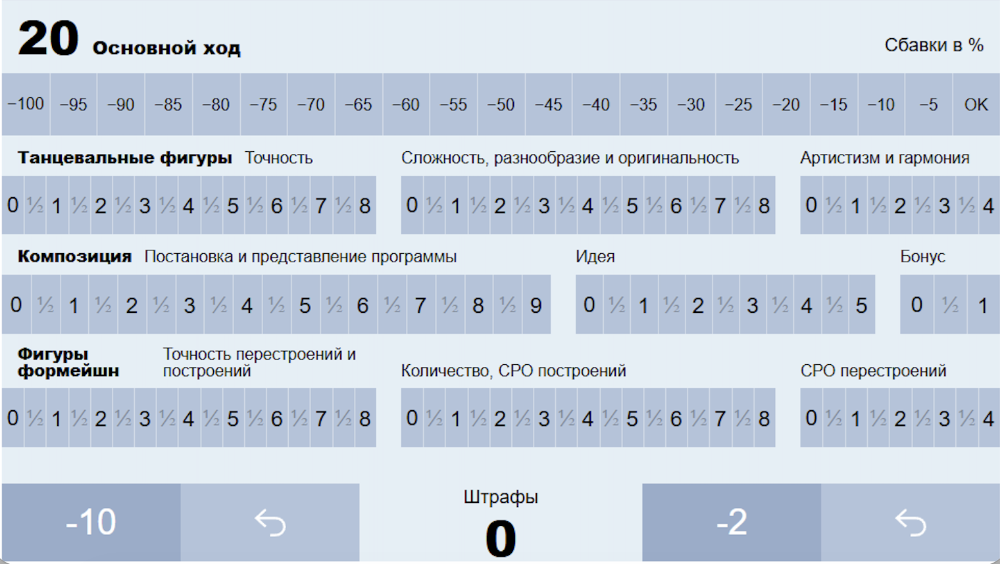 20 Основной ход Сбавки в %
−100 −95 −90 −85 −80 −75 −70 −65 −60 −55 −50 −45 −40 −35 −30 −25 −20 −15 −10 −5 OK
Танцевальные фигуры Точность Сложность, разнообразие и оригинальность Артистизм и гармония
0 ½ 1 ½ 2 ½ 3 ½ 4 ½ 5 ½ 6 ½ 7 ½ 8 0 ½ 1 ½ 2 ½ 3 ½ 4 ½ 5 ½ 6 ½ 7 ½ 8 0 ½ 1 ½ 2 ½ 3 ½ 4
Композиция Постановка и представление программы Идея Бонус
0 ½ 1 ½ 2 ½ 3 ½ 4 ½ 5 ½ 6 ½ 7 ½ 8 ½ 9 0 ½ 1 ½ 2 ½ 3 ½ 4 ½ 5 0 ½ 1
Фигуры
формейшн
Точность перестроений и
построений
Количество, СРО построений СРО перестроений
0 ½ 1 ½ 2 ½ 3 ½ 4 ½ 5 ½ 6 ½ 7 ½ 8 0 ½ 1 ½ 2 ½ 3 ½ 4 ½ 5 ½ 6 ½ 7 ½ 8 0 ½ 1 ½ 2 ½ 3 ½ 4
Штрафы
-10 0 -2